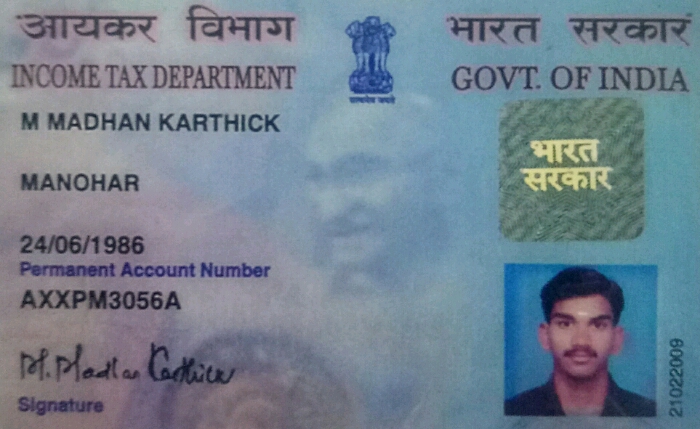 आयकर विभाग
भारत सरकार
INCOME TAX DEPARTMENT
GOVT. OF INDIA
सत्यमेव जयते
M MADHAN KARTHICK
भारत
सरकार
MANOHAR
24/06/1986
Permanent Account Number
AXXPM3056A
M. Madhan Karthick
Signature
21022009